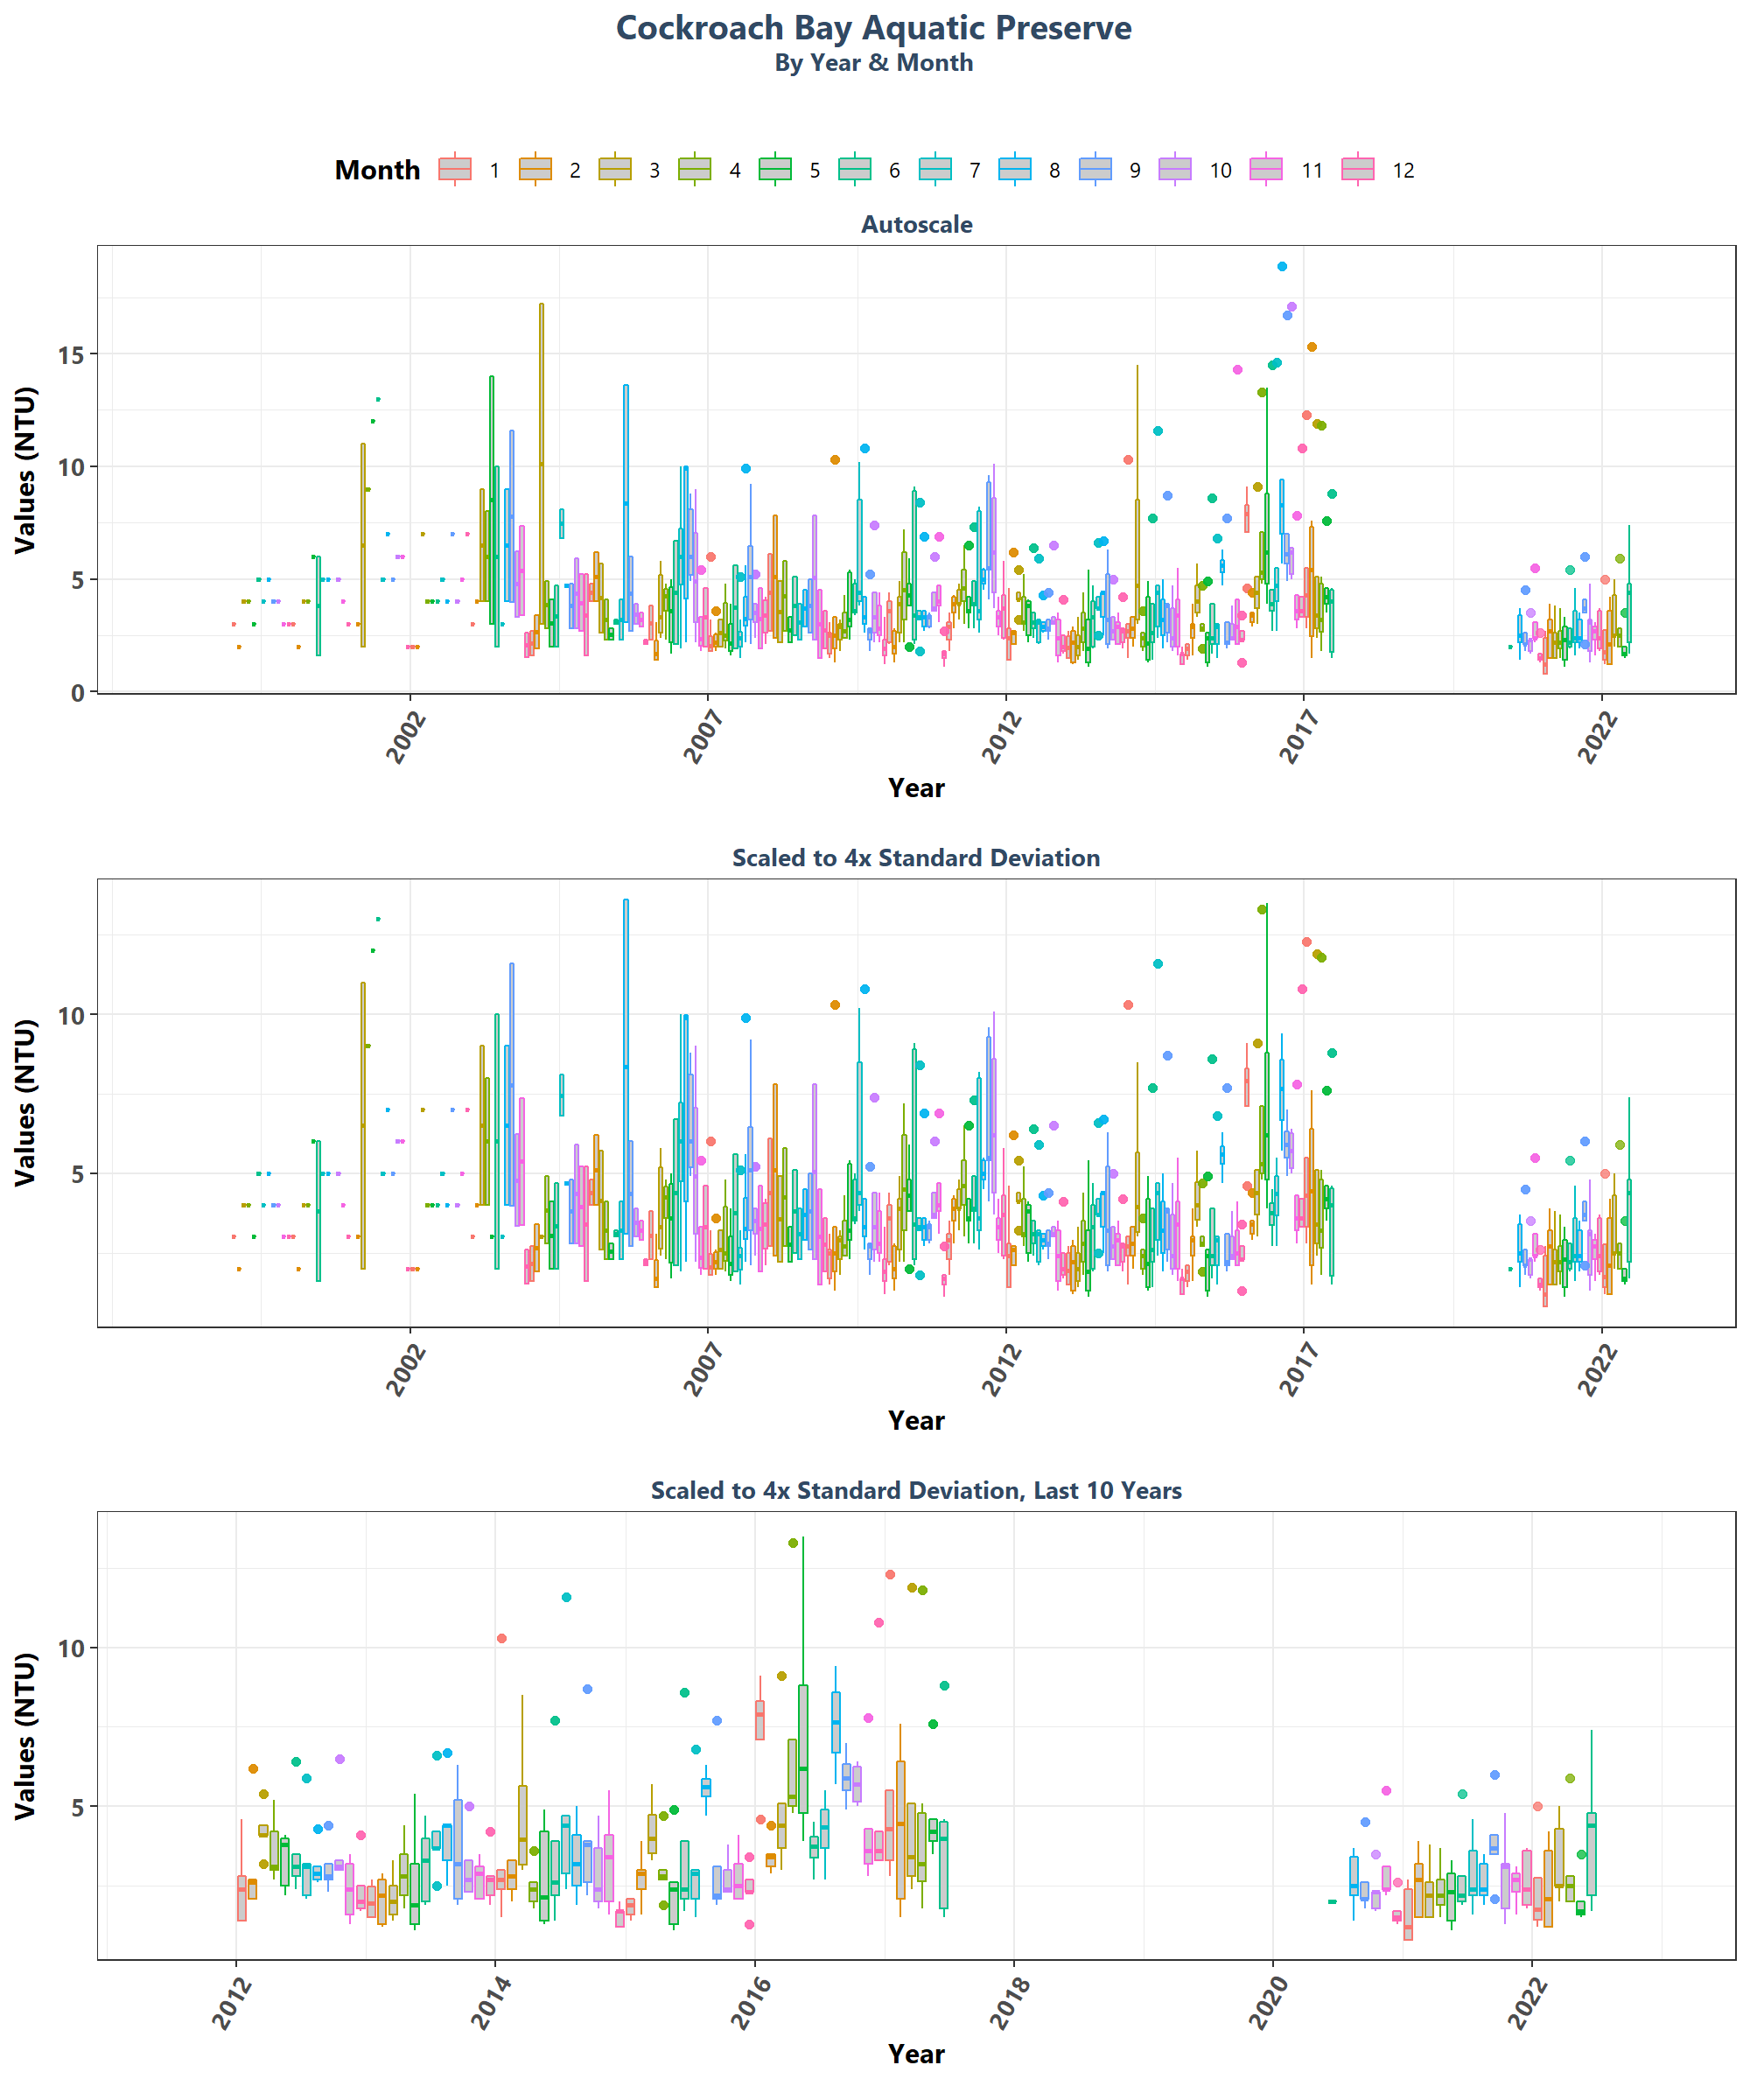 Cockroach Bay Aquatic Preserve
By Year & Month
Month 1 2 3 4 5 6 7 8 9 10 11 12
Autoscale
Values (NTU)
15
10
5
0
2002 2007 2012 2017 2022
Year
Scaled to 4x Standard Deviation
Values (NTU)
10
5
2002 2007 2012 2017 2022
Year
Scaled to 4x Standard Deviation, Last 10 Years
Values (NTU)
10
5
2012 2014 2016 2018 2020 2022
Year